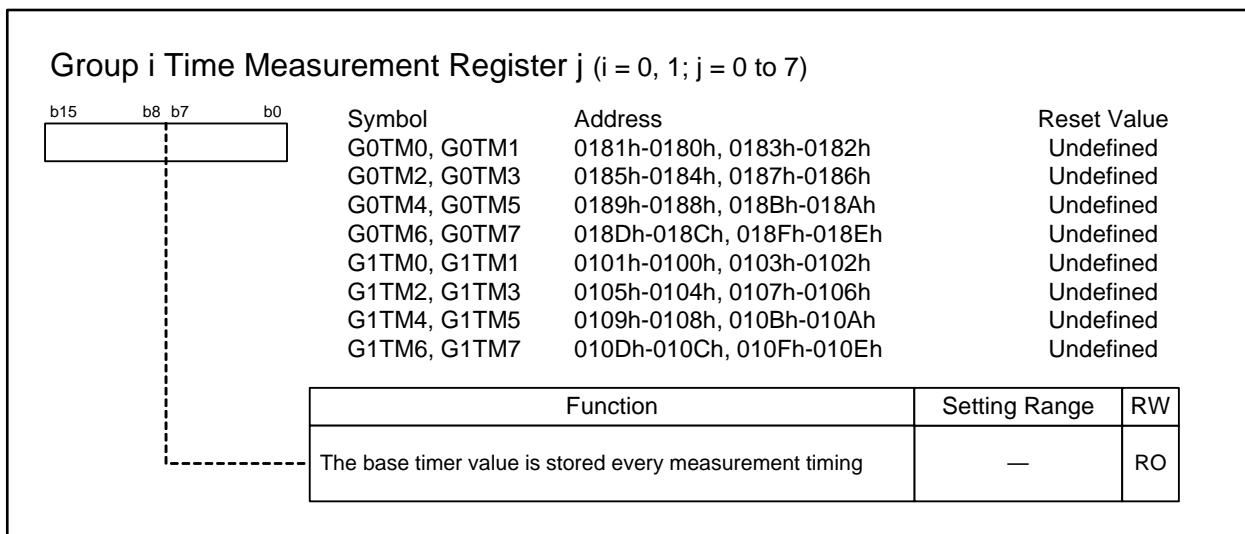 Group i Time Measurement Register j (i = 0, 1; j = 0 to 7)
b15 b8 b7 b0
Symbol Address Reset Value
G0TM0, G0TM1 0181h-0180h, 0183h-0182h Undefined
G0TM2, G0TM3 0185h-0184h, 0187h-0186h Undefined
G0TM4, G0TM5 0189h-0188h, 018Bh-018Ah Undefined
G0TM6, G0TM7 018Dh-018Ch, 018Fh-018Eh Undefined
G1TM0, G1TM1 0101h-0100h, 0103h-0102h Undefined
G1TM2, G1TM3 0105h-0104h, 0107h-0106h Undefined
G1TM4, G1TM5 0109h-0108h, 010Bh-010Ah Undefined
G1TM6, G1TM7 010Dh-010Ch, 010Fh-010Eh Undefined
Function Setting Range RW
The base timer value is stored every measurement timing — RO